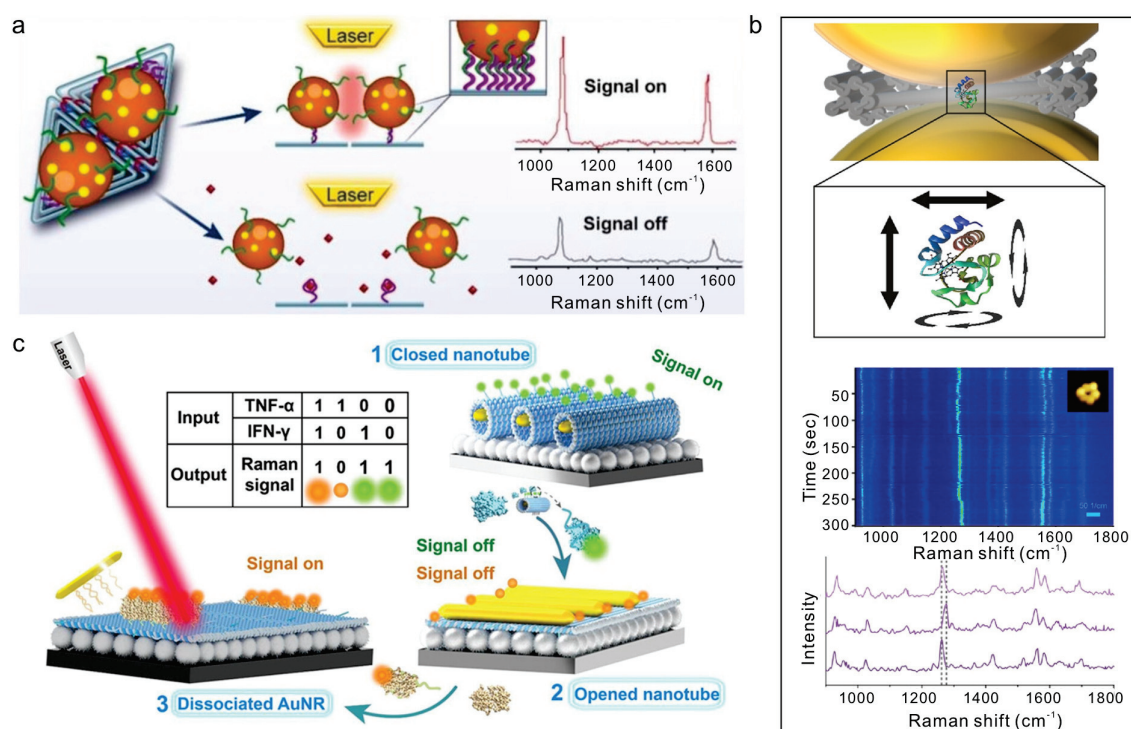 a
Laser
Signal on
1000 1200 1400 1600
Raman shift (cm⁻¹)
Laser
Signal off
1000 1200 1400 1600
Raman shift (cm⁻¹)
b
Time (sec)
50
100
150
200
250
300
1000 1200 1400 1600 1800
Raman shift (cm⁻¹)
Intensity
1000 1200 1400 1600 1800
Raman shift (cm⁻¹)
c
Laser
1 Closed nanotube
Signal on
Input TNF-α 1 1 0 0
IFN-γ 1 0 1 0
Output Raman signal 1 0 1 1
Signal off
Signal off
Signal on
3 Dissociated AuNR
2 Opened nanotube